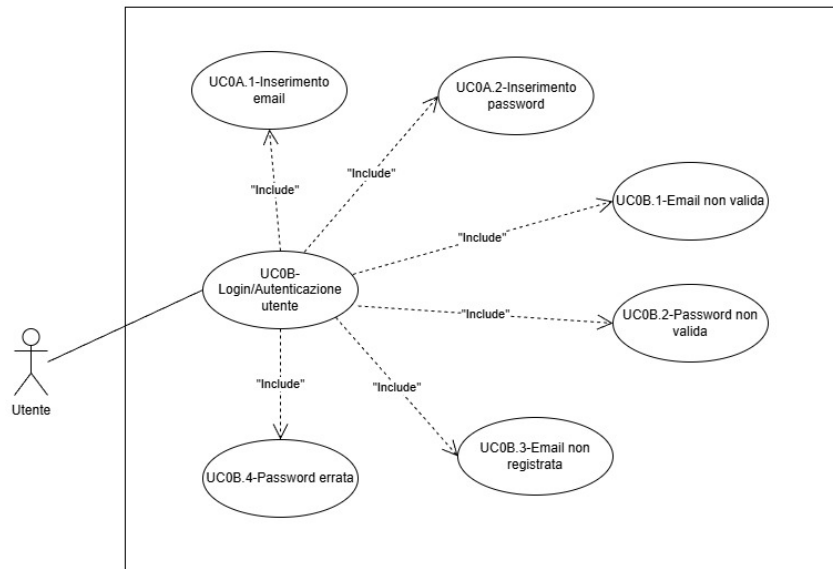 UC0A.1-Inserimento
email
UC0A.2-Inserimento
password
"Include"
"Include"
UC0B.1-Email non valida
"Include"
UC0B-
Login/Autenticazione
utente
"Include"
UC0B.2-Password non
valida
Utente
"Include"
"Include"
UC0B.3-Email non
registrata
UC0B.4-Password errata